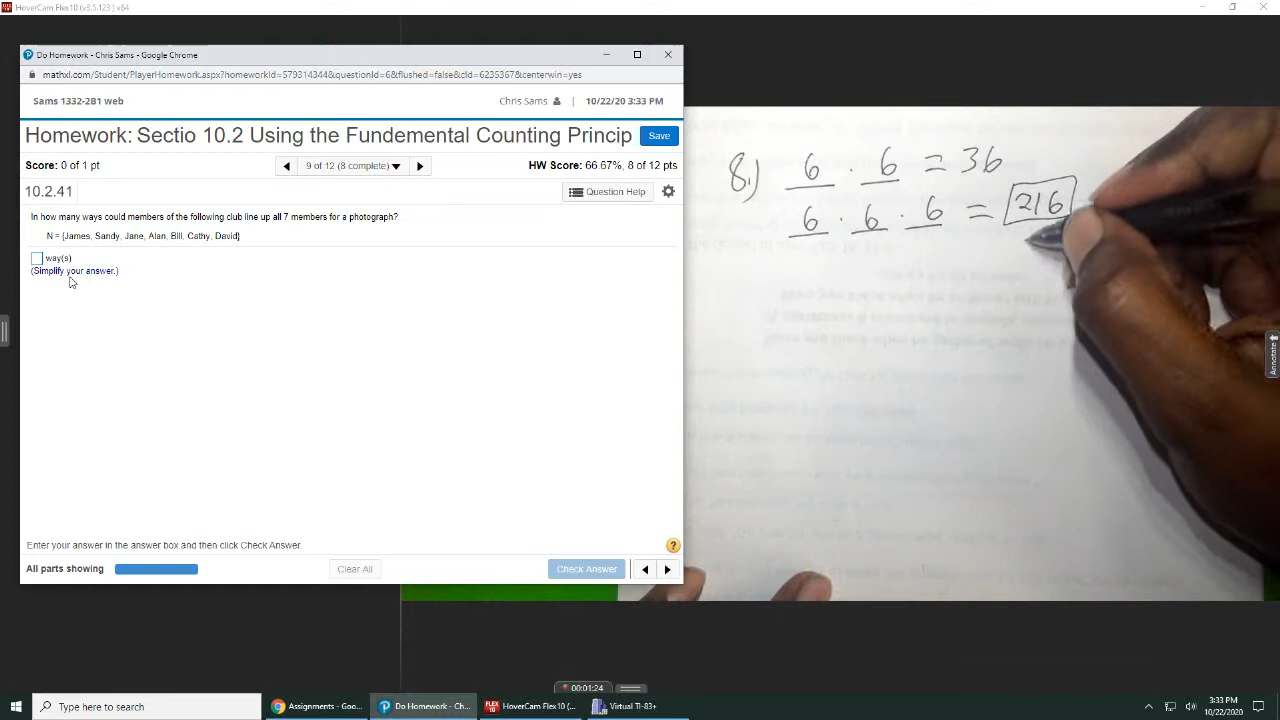 HoverCam Flex10 (v3.5.123 ) x64
Do Homework - Chris Sams - Google Chrome
mathxl.com/Student/PlayerHomework.aspx?homeworkId=579314344&questionId=6&flushed=false&cld=6235367&centerwin=yes
Sams 1332-2B1 web
Chris Sams | 10/22/20 3:33 PM
Homework: Sectio 10.2 Using the Fundemental Counting Princip
Save
Score: 0 of 1 pt
9 of 12 (8 complete)
HW Score: 66.67%, 8 of 12 pts
10.2.41
Question Help
In how many ways could members of the following club line up all 7 members for a photograph?
N = {James, Sandy, Jane, Alan, Bill, Cathy, David}
way(s)
(Simplify your answer.)
Enter your answer in the answer box and then click Check Answer.
?
All parts showing
Clear All
Check Answer
8.) 6 · 6 = 36
6 · 6 · 6 = 216
Annotate
00:01:24
Type here to search
Assignments - Goo...
Do Homework - Ch...
HoverCam Flex10 (...
Virtual TI-83+
3:33 PM
10/22/2020